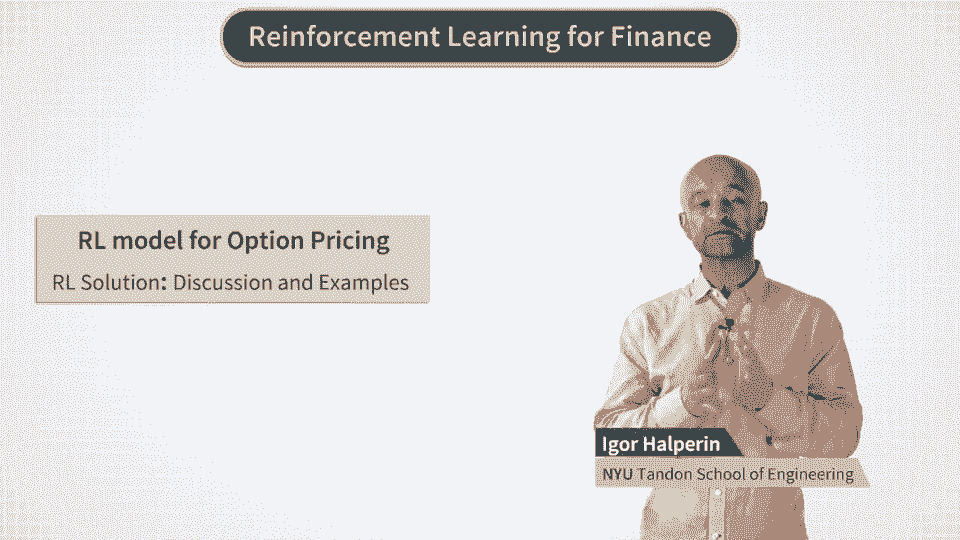 Reinforcement Learning for Finance
RL model for Option Pricing
RL Solution: Discussion and Examples
Igor Halperin
NYU Tandon School of Engineering